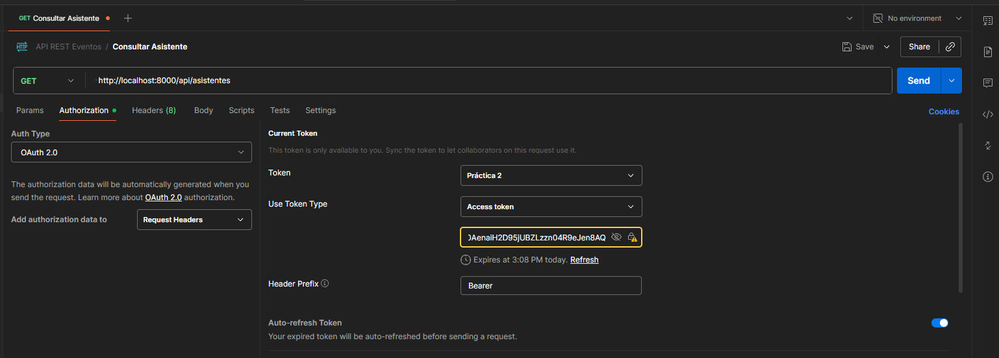 GET Consultar Asistente
No environment
HTTP API REST Eventos / Consultar Asistente
Save
Share
GET
http://localhost:8000/api/asistentes
Send
Params Authorization Headers (8) Body Scripts Tests Settings
Cookies
Auth Type
OAuth 2.0
The authorization data will be automatically generated when you
send the request. Learn more about OAuth 2.0 authorization.
Add authorization data to
Request Headers
Current Token
This token is only available to you. Sync the token to let collaborators on this request use it.
Token
Práctica 2
Use Token Type
Access token
AenaiH2D95jUBZLzzn04R9eJen8AQ
Expires at 3:08 PM today. Refresh
Header Prefix
Bearer
Auto-refresh Token
Your expired token will be auto-refreshed before sending a request.